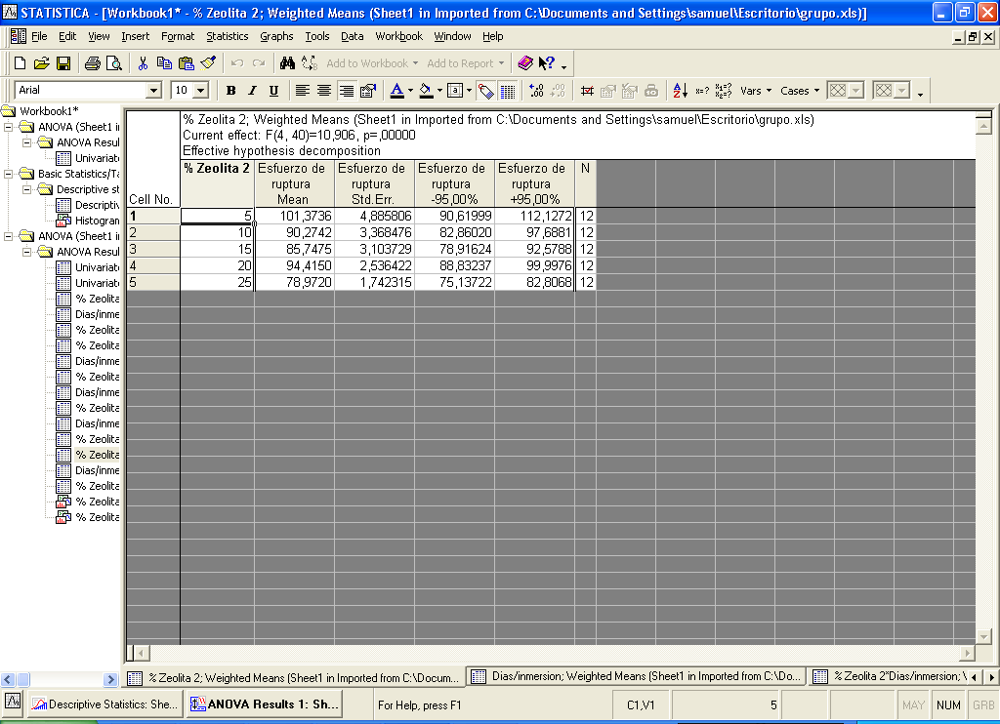 STATISTICA - [Workbook1* - % Zeolita 2; Weighted Means (Sheet1 in Imported from C:\Documents and Settings\samuel\Escritorio\grupo.xls)]
File Edit View Insert Format Statistics Graphs Tools Data Workbook Window Help
Add to Workbook Add to Report
Arial 10 B I U Vars Cases
Workbook1*
ANOVA (Sheet1 i
ANOVA Resul
Univariat
Basic Statistics/Ta
Descriptive st
Descriptiv
Histogran
ANOVA (Sheet1 i
ANOVA Resul
Univariat
Univariat
% Zeolita
Dias/inme
% Zeolita
% Zeolita
Dias/inme
% Zeolita
Dias/inme
% Zeolita
Dias/inme
% Zeolita
% Zeolita
Dias/inme
% Zeolita
% Zeolita
% Zeolita
% Zeolita 2; Weighted Means (Sheet1 in Imported from C:\Documents and Settings\samuel\Escritorio\grupo.xls)
Current effect: F(4, 40)=10,906, p=,00000
Effective hypothesis decomposition
% Zeolita 2 Esfuerzo de Esfuerzo de Esfuerzo de Esfuerzo de N
ruptura ruptura ruptura ruptura
Cell No. Mean Std.Err. -95,00% +95,00%
1 5 101,3736 4,885806 90,61999 112,1272 12
2 10 90,2742 3,368476 82,86020 97,6881 12
3 15 85,7475 3,103729 78,91624 92,5788 12
4 20 94,4150 2,536422 88,83237 99,9976 12
5 25 78,9720 1,742315 75,13722 82,8068 12
% Zeolita 2; Weighted Means (Sheet1 in Imported from C:\Docum... Dias/inmersion; Weighted Means (Sheet1 in Imported from C:\Do... % Zeolita 2*Dias/inmersion; \
Descriptive Statistics: She... ANOVA Results 1: Sh... For Help, press F1 C1,V1 5 MAY NUM GRB